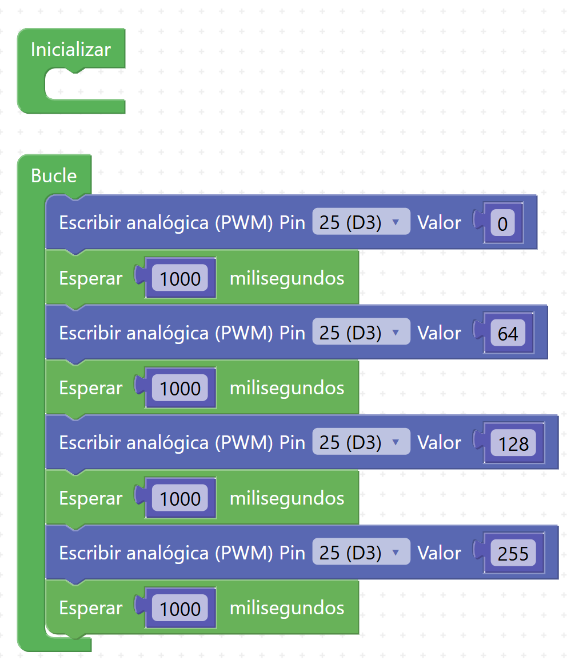 Inicializar
Bucle
Escribir analógica (PWM) Pin 25 (D3) Valor 0
Esperar 1000 milisegundos
Escribir analógica (PWM) Pin 25 (D3) Valor 64
Esperar 1000 milisegundos
Escribir analógica (PWM) Pin 25 (D3) Valor 128
Esperar 1000 milisegundos
Escribir analógica (PWM) Pin 25 (D3) Valor 255
Esperar 1000 milisegundos